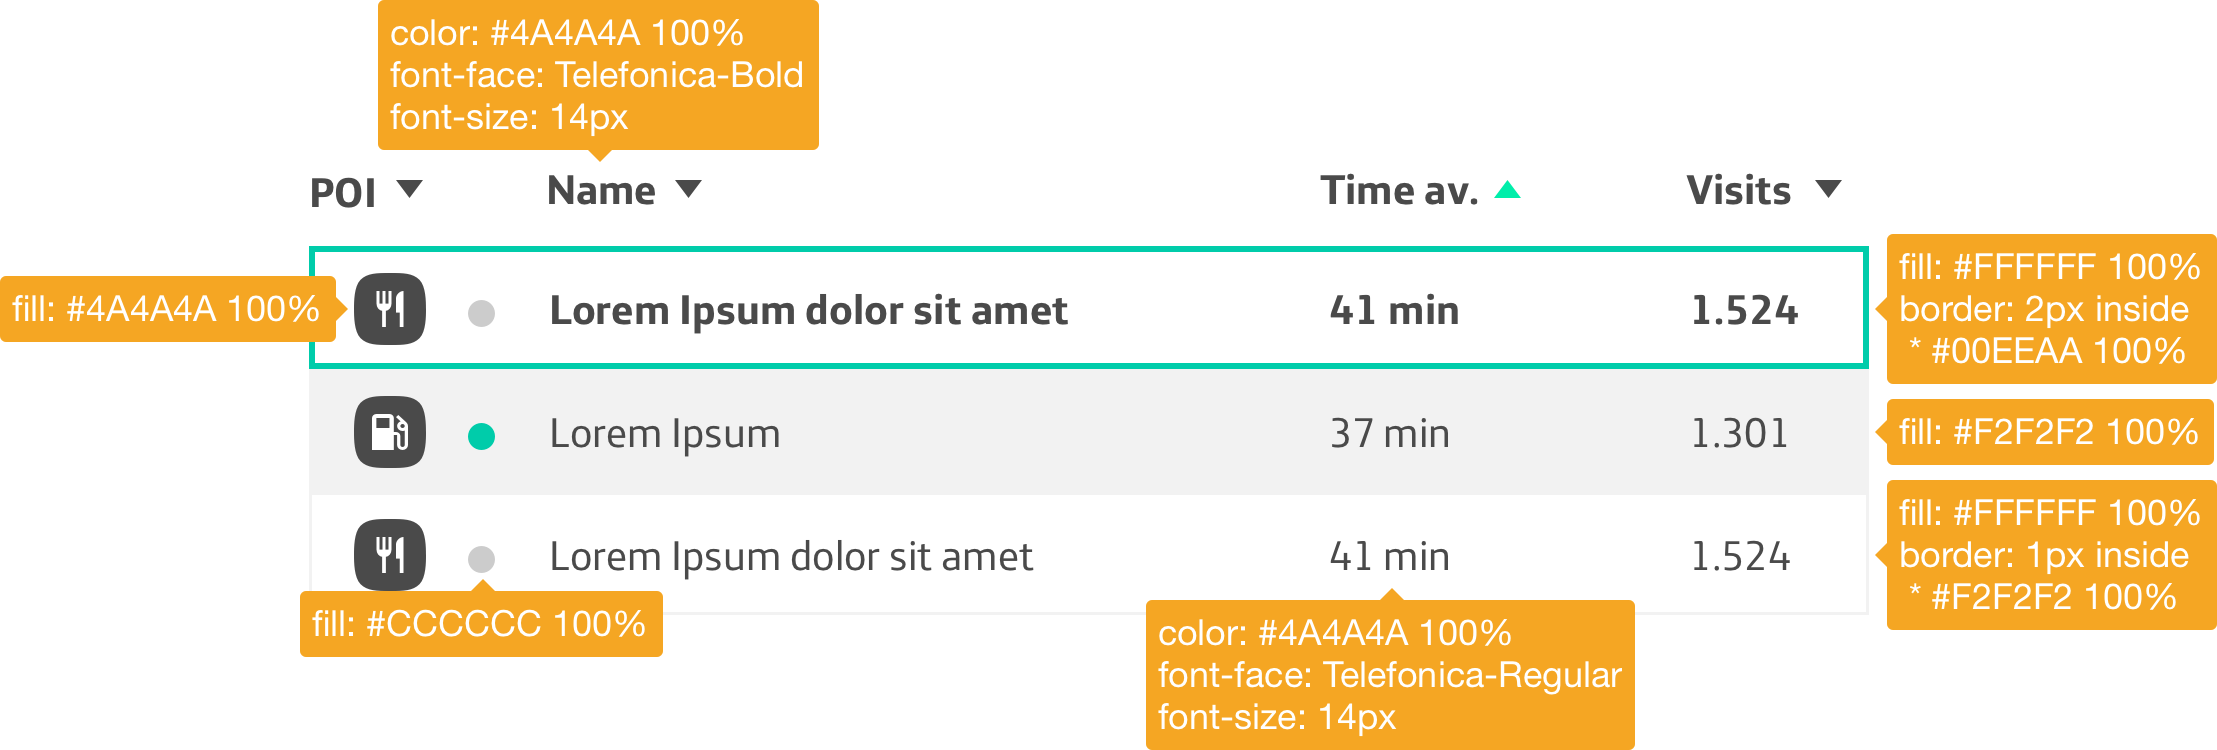 color: #4A4A4A 100%
font-face: Telefonica-Bold
font-size: 14px
POI Name Time av. Visits
fill: #4A4A4A 100%
Lorem Ipsum dolor sit amet 41 min 1.524
fill: #FFFFFF 100%
border: 2px inside
* #00EEAA 100%
Lorem Ipsum 37 min 1.301
fill: #F2F2F2 100%
Lorem Ipsum dolor sit amet 41 min 1.524
fill: #FFFFFF 100%
border: 1px inside
* #F2F2F2 100%
fill: #CCCCCC 100%
color: #4A4A4A 100%
font-face: Telefonica-Regular
font-size: 14px